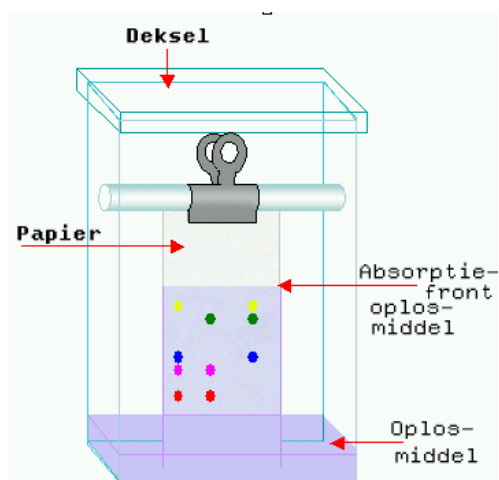 Deksel
Papier
Absorptie-
front
oplos-
middel
Oplos-
middel